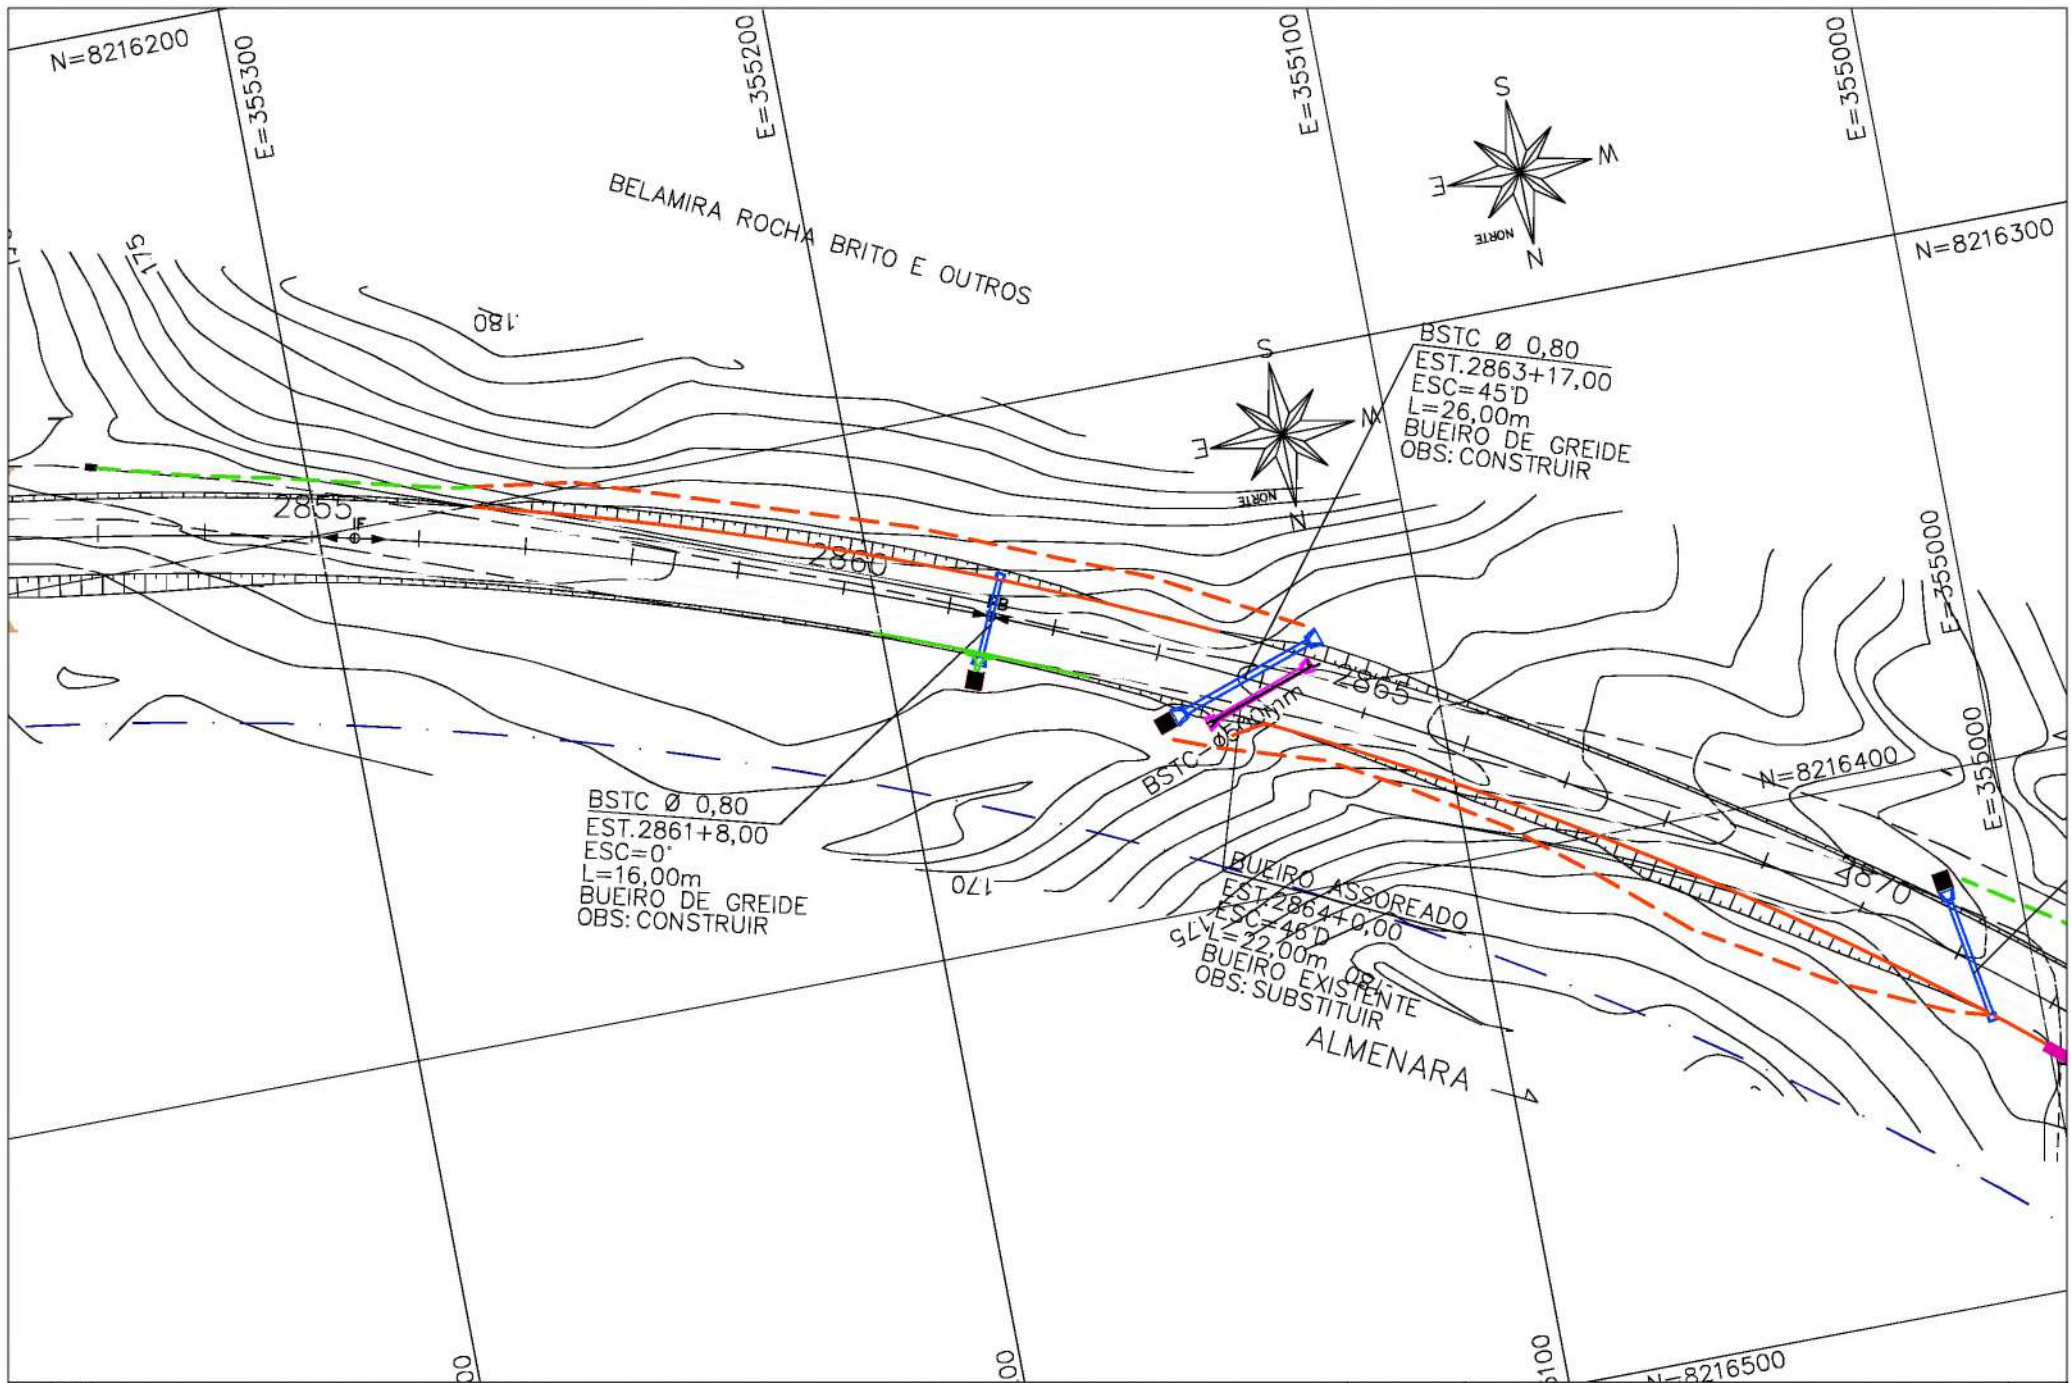 N=8216200
E=355300
E=355200
E=355100
E=355000
S
E
W
NORTE
N
N=8216300
BELAMIRA ROCHA BRITO E OUTROS
175
180
BSTC Ø 0,80
EST.2863+17,00
ESC=45°D
L=26,00m
BUEIRO DE GREIDE
OBS: CONSTRUIR
S
E
W
NORTE
N
2855
2860
2865
2870
E=355000
N=8216400
E=355000
BSTC Ø 0,80
EST.2861+8,00
ESC=0°
L=16,00m
BUEIRO DE GREIDE
OBS: CONSTRUIR
170
175
180
BUEIRO ASSOREADO
EST.2864+0,00
ESC=46°D
L=22,00m
BUEIRO EXISTENTE
OBS: SUBSTITUIR
ALMENARA
N=8216500